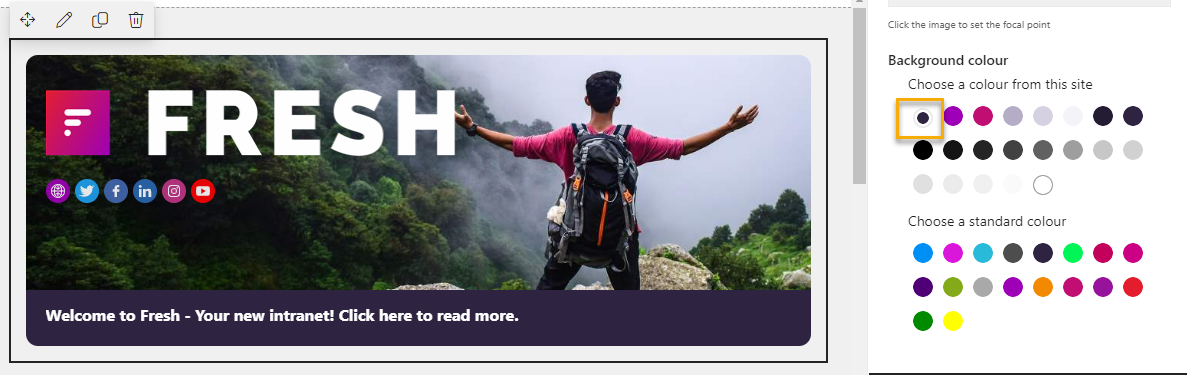 FRESH
Welcome to Fresh - Your new intranet! Click here to read more.
Click the image to set the focal point
Background colour
Choose a colour from this site
Choose a standard colour